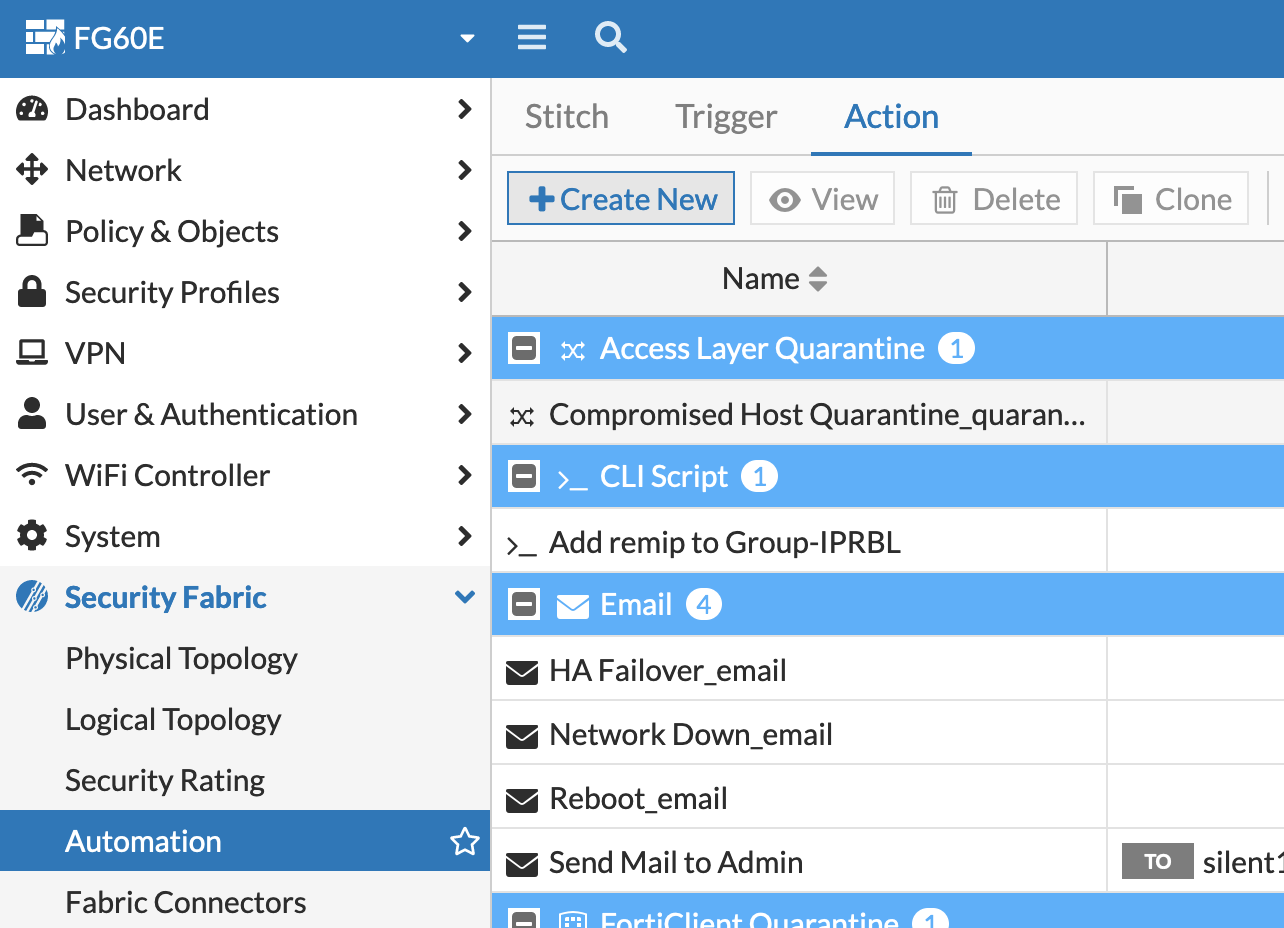 FG60E
Dashboard
Network
Policy & Objects
Security Profiles
VPN
User & Authentication
WiFi Controller
System
Security Fabric
Physical Topology
Logical Topology
Security Rating
Automation
Fabric Connectors
Stitch Trigger Action
Create New View Delete Clone
Name
Access Layer Quarantine 1
Compromised Host Quarantine_quaran...
CLI Script 1
Add remip to Group-IPRBL
Email 4
HA Failover_email
Network Down_email
Reboot_email
Send Mail to Admin TO silent1
FortiClient Quarantine 1